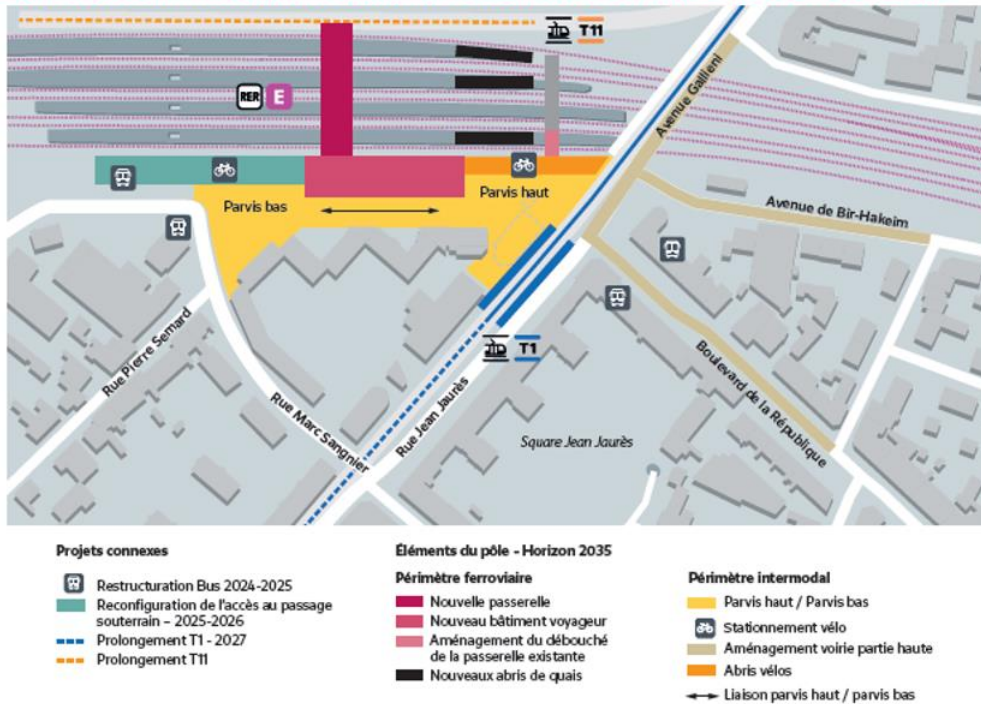 T11
RER E
Avenue Gallieni
Parvis bas
Parvis haut
Avenue de Bir-Hakeim
Rue Pierre Semard
T1
Boulevard de la République
Rue Marc Sangnier
Rue Jean Jaurès
Square Jean Jaurès
Projets connexes
Restructuration Bus 2024-2025
Reconfiguration de l'accès au passage
souterrain – 2025-2026
Prolongement T1 - 2027
Prolongement T11
Éléments du pôle - Horizon 2035
Périmètre ferroviaire
Nouvelle passerelle
Nouveau bâtiment voyageur
Aménagement du débouché
de la passerelle existante
Nouveaux abris de quais
Périmètre intermodal
Parvis haut / Parvis bas
Stationnement vélo
Aménagement voirie partie haute
Abris vélos
Liaison parvis haut / parvis bas